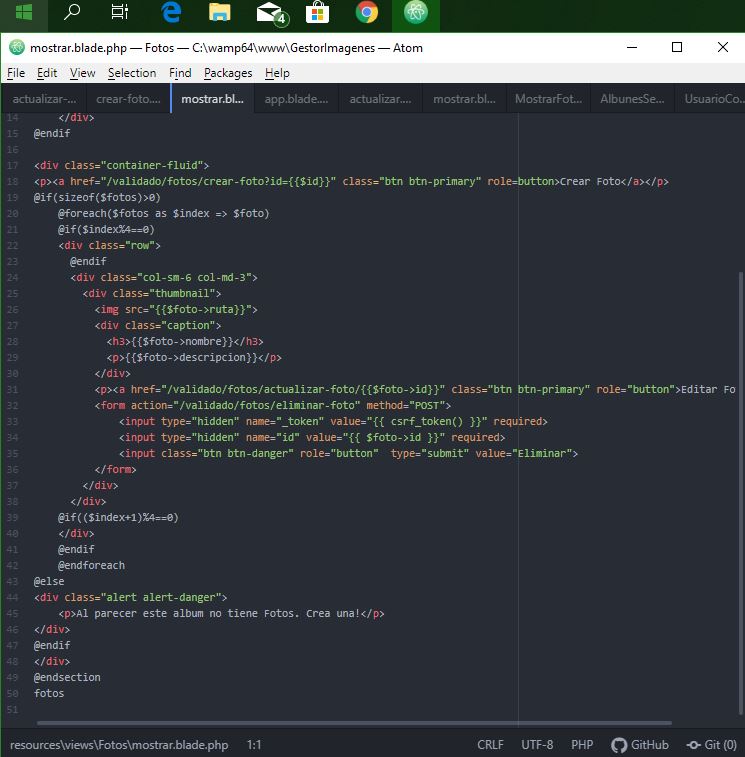 4
mostrar.blade.php — Fotos — C:\wamp64\www\GestorImagenes — Atom
File Edit View Selection Find Packages Help
actualizar-... crear-foto.... mostrar.bl... app.blade.... actualizar.... mostrar.bl... MostrarFot... AlbunesSe... UsuarioCo...
14 </div>
15 @endif
16
17 <div class="container-fluid">
18 <p><a href="/validado/fotos/crear-foto?id={{$id}}" class="btn btn-primary" role=button>Crear Foto</a></p>
19 @if(sizeof($fotos)>0)
20 @foreach($fotos as $index => $foto)
21 @if($index%4==0)
22 <div class="row">
23 @endif
24 <div class="col-sm-6 col-md-3">
25 <div class="thumbnail">
26 <img src="{{$foto->ruta}}">
27 <div class="caption">
28 <h3>{{$foto->nombre}}</h3>
29 <p>{{$foto->descripcion}}</p>
30 </div>
31 <p><a href="/validado/fotos/actualizar-foto/{{$foto->id}}" class="btn btn-primary" role="button">Editar Fo
32 <form action="/validado/fotos/eliminar-foto" method="POST">
33 <input type="hidden" name="_token" value="{{ csrf_token() }}" required>
34 <input type="hidden" name="id" value="{{ $foto->id }}" required>
35 <input class="btn btn-danger" role="button"  type="submit" value="Eliminar">
36 </form>
37 </div>
38 </div>
39 @if(($index+1)%4==0)
40 </div>
41 @endif
42 @endforeach
43 @else
44 <div class="alert alert-danger">
45 <p>Al parecer este album no tiene Fotos. Crea una!</p>
46 </div>
47 @endif
48 </div>
49 @endsection
50 fotos
51
resources\views\Fotos\mostrar.blade.php 1:1 CRLF UTF-8 PHP GitHub Git (0)